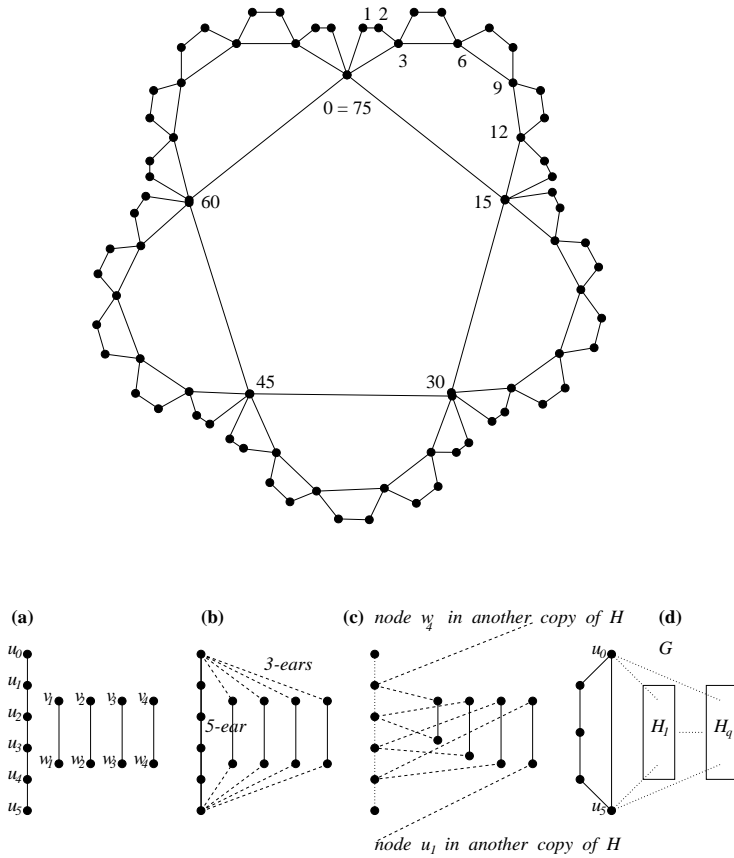 1 2
3
6
9
12
0 = 75
15
60
45
30
(a)
(b)
(c) node w4 in another copy of H
(d)
u0
u1
u2
u3
u4
u5
v1 v2 v3 v4
w1 w2 w3 w4
3-ears
5-ear
u0
G
H1
Hq
u5
node u1 in another copy of H